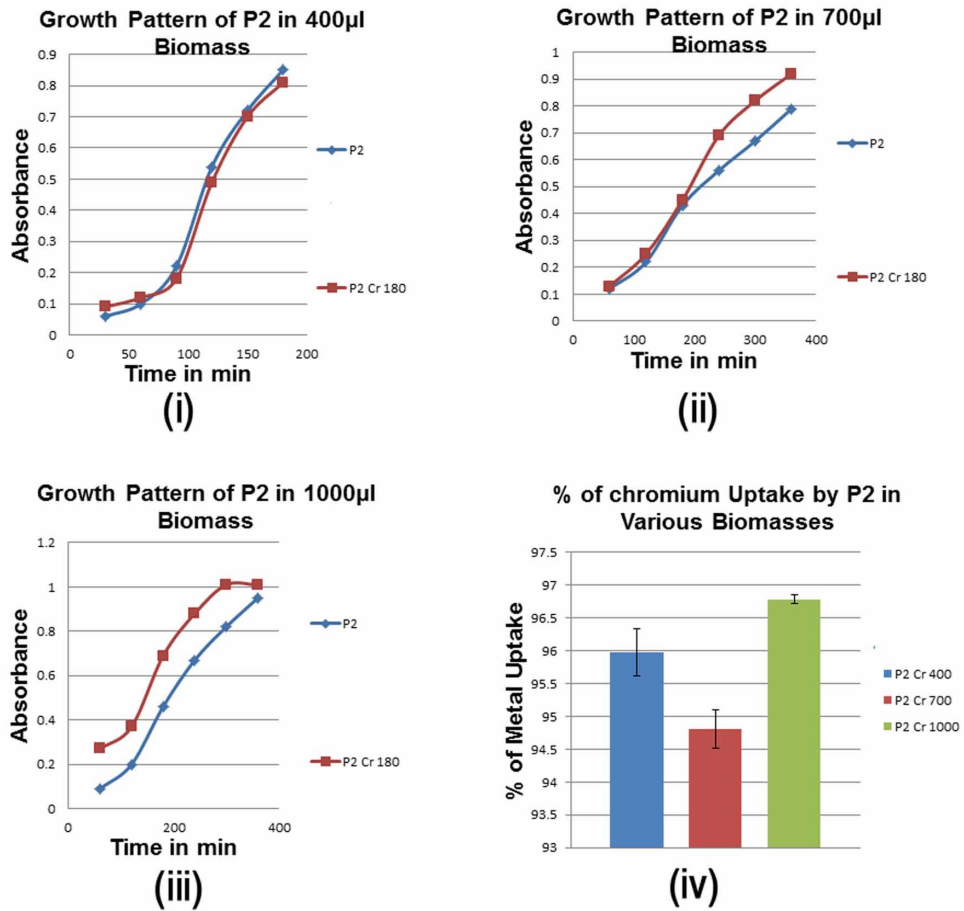 Growth Pattern of P2 in 400µl
Biomass
0.9
0.8
0.7
0.6
0.5
0.4
0.3
0.2
0.1
0
Absorbance
0 50 100 150 200
Time in min
P2
P2 Cr 180
(i)
Growth Pattern of P2 in 700µl
Biomass
1
0.9
0.8
0.7
0.6
0.5
0.4
0.3
0.2
0.1
0
Absorbance
0 100 200 300 400
Time in min
P2
P2 Cr 180
(ii)
Growth Pattern of P2 in 1000µl
Biomass
1.2
1
0.8
0.6
0.4
0.2
0
Absorbance
0 200 400
Time in min
P2
P2 Cr 180
(iii)
% of chromium Uptake by P2 in
Various Biomasses
97.5
97
96.5
96
95.5
95
94.5
94
93.5
93
% of Metal Uptake
P2 Cr 400
P2 Cr 700
P2 Cr 1000
(iv)